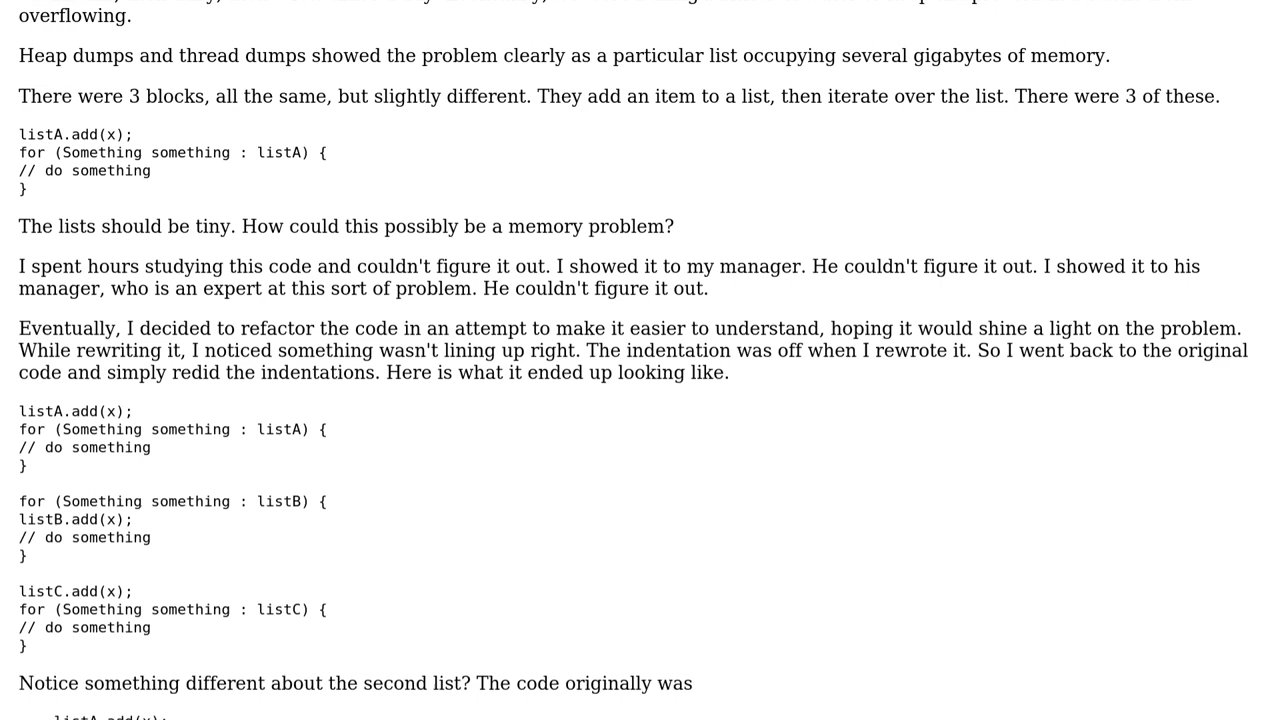 overflowing.
Heap dumps and thread dumps showed the problem clearly as a particular list occupying several gigabytes of memory.
There were 3 blocks, all the same, but slightly different. They add an item to a list, then iterate over the list. There were 3 of these.
listA.add(x);
for (Something something : listA) {
// do something
}
The lists should be tiny. How could this possibly be a memory problem?
I spent hours studying this code and couldn't figure it out. I showed it to my manager. He couldn't figure it out. I showed it to his
manager, who is an expert at this sort of problem. He couldn't figure it out.
Eventually, I decided to refactor the code in an attempt to make it easier to understand, hoping it would shine a light on the problem.
While rewriting it, I noticed something wasn't lining up right. The indentation was off when I rewrote it. So I went back to the original
code and simply redid the indentations. Here is what it ended up looking like.
listA.add(x);
for (Something something : listA) {
// do something
}
for (Something something : listB) {
listB.add(x);
// do something
}
listC.add(x);
for (Something something : listC) {
// do something
}
Notice something different about the second list? The code originally was
listA.add(x);